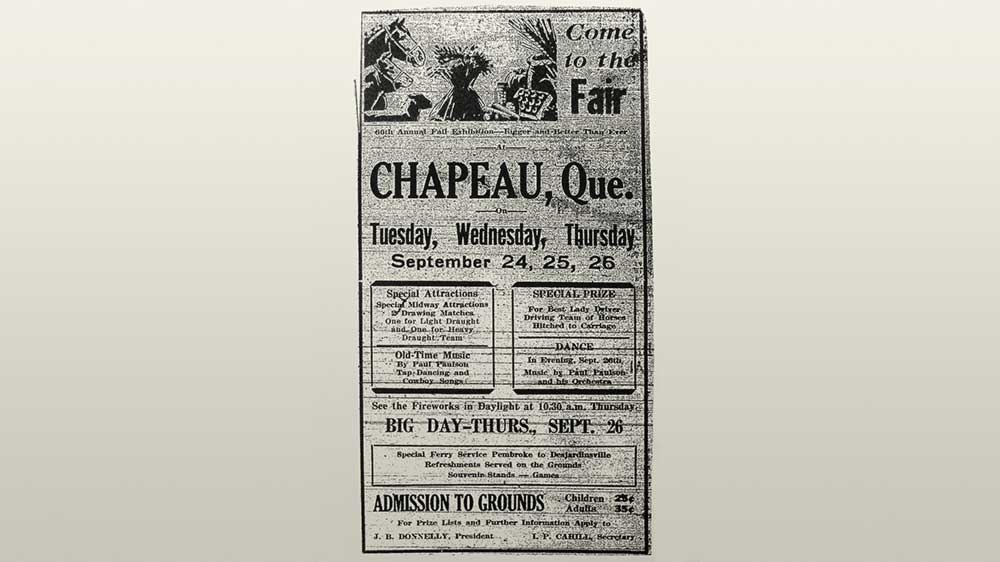 Come
to the
Fair
60th Annual Fall Exhibition—Bigger and Better Than Ever
At
CHAPEAU, Que.
On
Tuesday, Wednesday, Thursday
September 24, 25, 26
Special Attractions
Special Midway Attractions
2 Drawing Matches
One for Light Draught
and One for Heavy
Draught Team
Old-Time Music
By Paul Paulson
Tap-Dancing and
Cowboy Songs
SPECIAL PRIZE
For Best Lady Driver
Driving Team of Horses
Hitched to Carriage
DANCE
In Evening, Sept. 26th
Music by Paul Paulson
and his Orchestra
See the Fireworks in Daylight at 10.30 a.m. Thursday
BIG DAY–THURS., SEPT. 26
Special Ferry Service Pembroke to Desjardinsville
Refreshments Served on the Grounds
Souvenir Stands — Games
ADMISSION TO GROUNDS
Children 25¢
Adults 35¢
For Prize Lists and Further Information Apply to
J. B. DONNELLY, President
I. P. CAHILL, Secretary